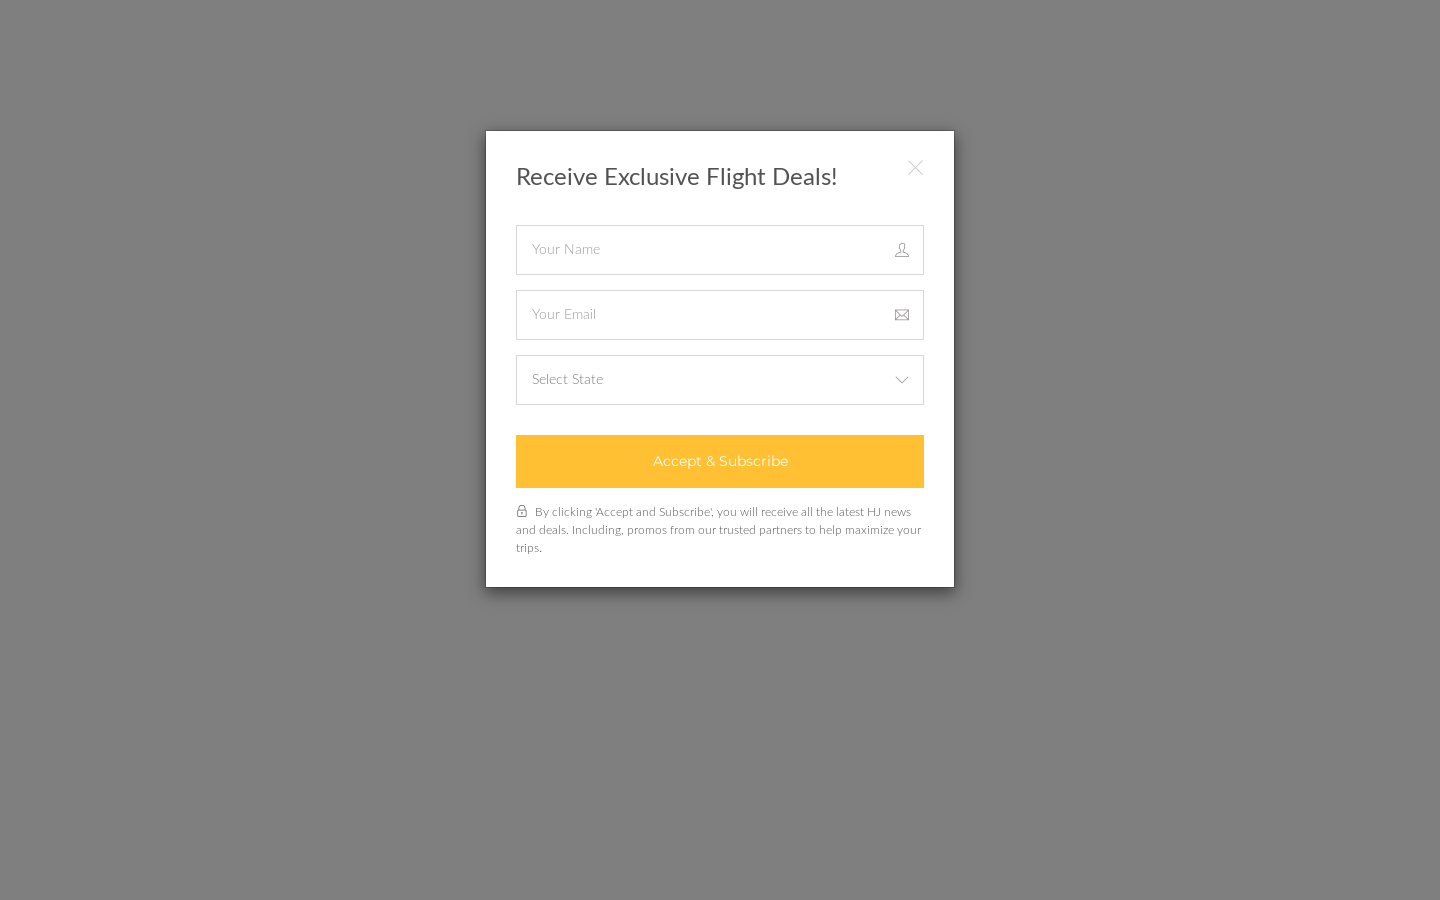 Receive Exclusive Flight Deals!
Your Name
Your Email
Select State
Accept & Subscribe
By clicking 'Accept and Subscribe', you will receive all the latest HJ news
and deals. Including, promos from our trusted partners to help maximize your
trips.